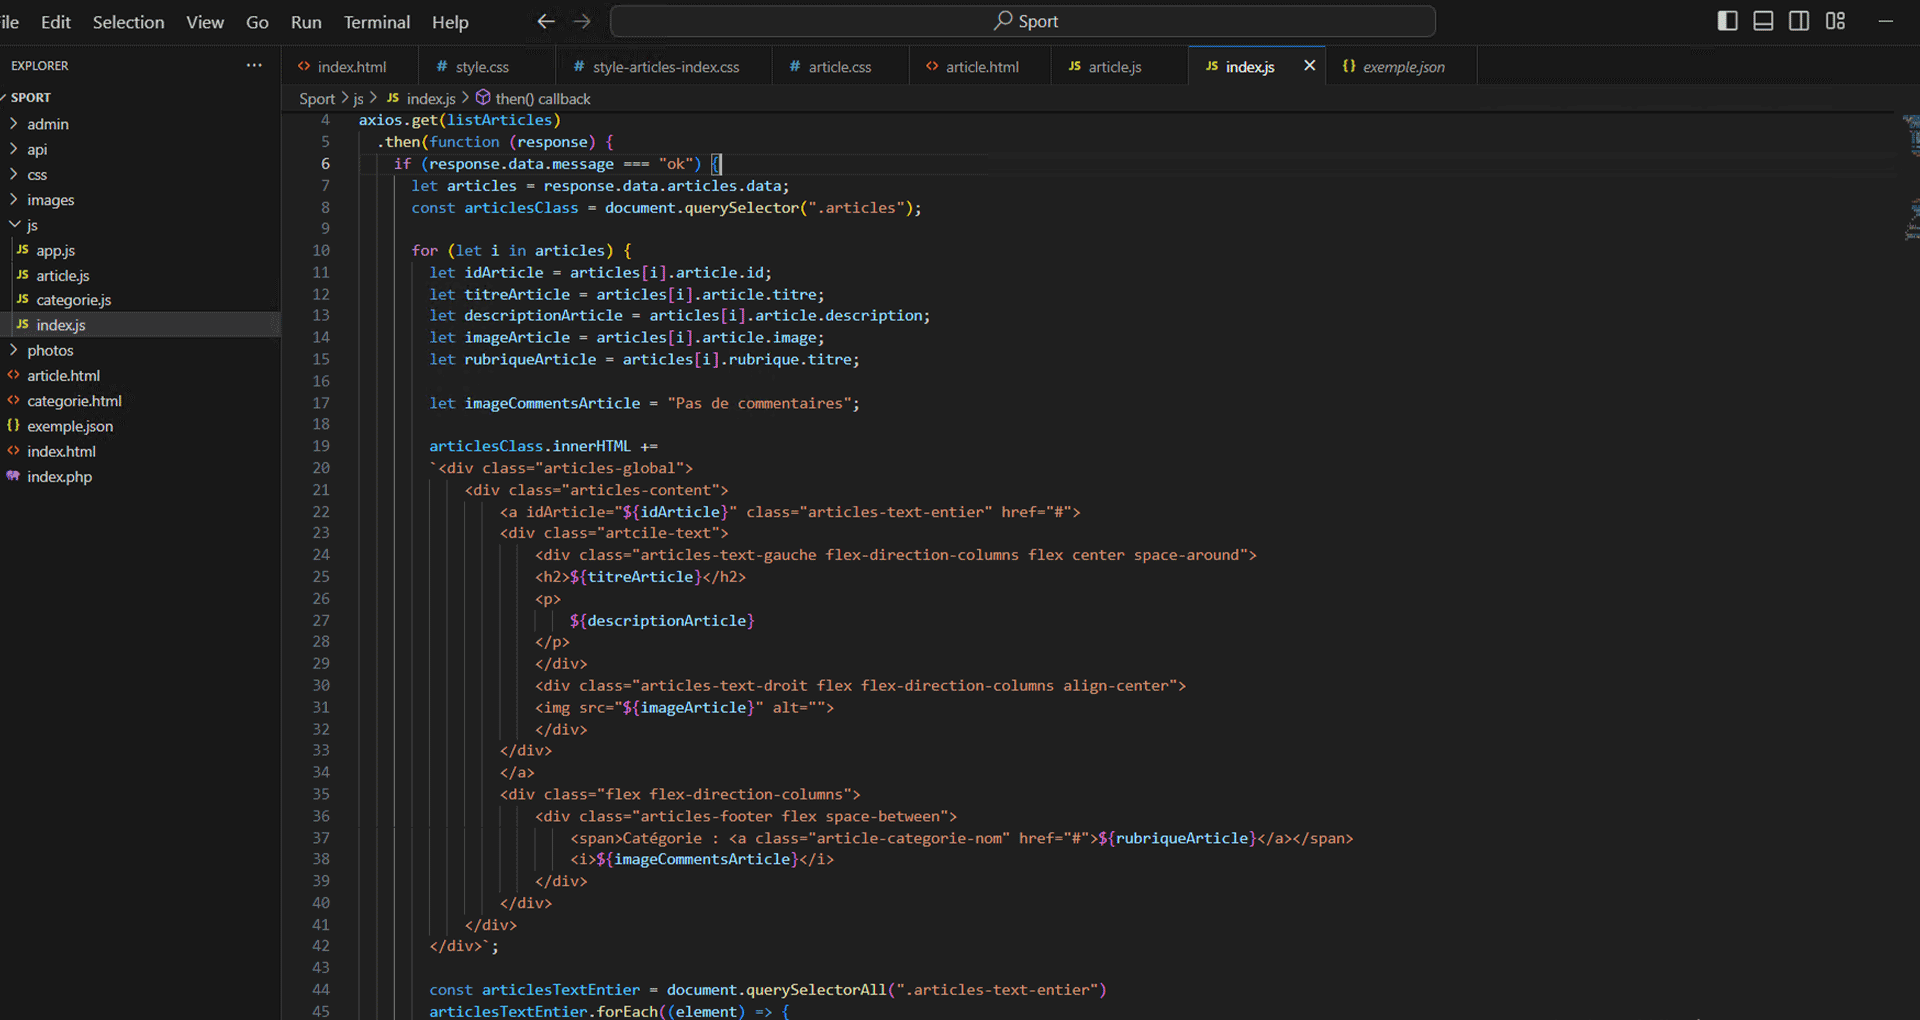 ile Edit Selection View Go Run Terminal Help Sport
EXPLORER
index.html style.css style-articles-index.css article.css article.html article.js index.js exemple.json
SPORT
admin
api
css
images
js
app.js
article.js
categorie.js
index.js
photos
article.html
categorie.html
exemple.json
index.html
index.php
Sport > js > JS index.js > then() callback
4 axios.get(listArticles)
5 .then(function (response) {
6 if (response.data.message === "ok") {
7 let articles = response.data.articles.data;
8 const articlesClass = document.querySelector(".articles");
9
10 for (let i in articles) {
11 let idArticle = articles[i].article.id;
12 let titreArticle = articles[i].article.titre;
13 let descriptionArticle = articles[i].article.description;
14 let imageArticle = articles[i].article.image;
15 let rubriqueArticle = articles[i].rubrique.titre;
16
17 let imageCommentsArticle = "Pas de commentaires";
18
19 articlesClass.innerHTML +=
20 `<div class="articles-global">
21 <div class="articles-content">
22 <a idArticle="${idArticle}" class="articles-text-entier" href="#">
23 <div class="artcile-text">
24 <div class="articles-text-gauche flex-direction-columns flex center space-around">
25 <h2>${titreArticle}</h2>
26 <p>
27 ${descriptionArticle}
28 </p>
29 </div>
30 <div class="articles-text-droit flex flex-direction-columns align-center">
31 <img src="${imageArticle}" alt="">
32 </div>
33 </div>
34 </a>
35 <div class="flex flex-direction-columns">
36 <div class="articles-footer flex space-between">
37 <span>Catégorie : <a class="article-categorie-nom" href="#">${rubriqueArticle}</a></span>
38 <i>${imageCommentsArticle}</i>
39 </div>
40 </div>
41 </div>
42 </div>`;
43
44 const articlesTextEntier = document.querySelectorAll(".articles-text-entier")
45 articlesTextEntier.forEach((element) => {